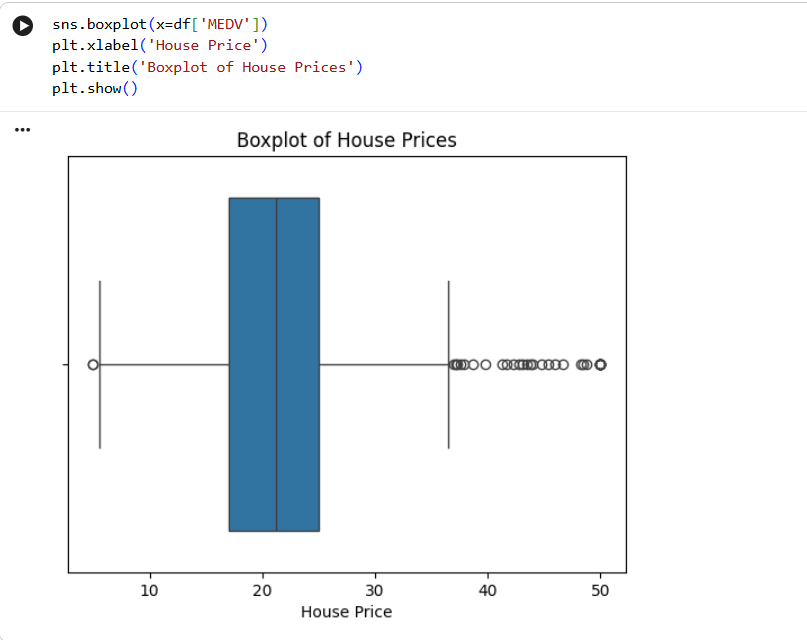 sns.boxplot(x=df['MEDV'])
plt.xlabel('House Price')
plt.title('Boxplot of House Prices')
plt.show()
Boxplot of House Prices
10 20 30 40 50
House Price